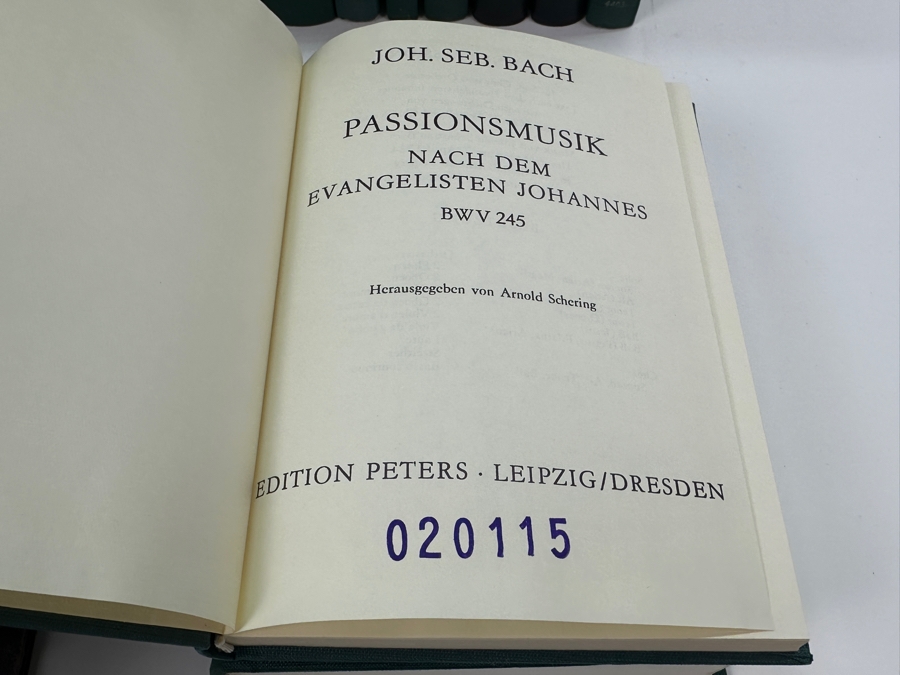 JOH. SEB. BACH
PASSIONSMUSIK
NACH DEM
EVANGELISTEN JOHANNES
BWV 245
Herausgegeben von Arnold Schering
EDITION PETERS · LEIPZIG/DRESDEN
020115